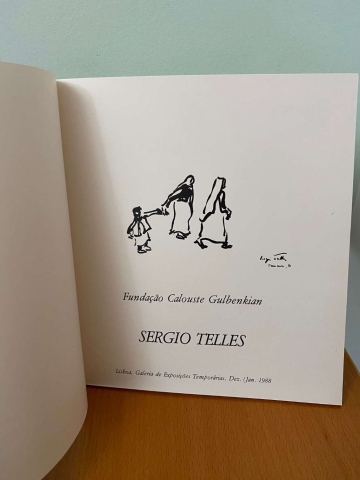 Fundação Calouste Gulbenkian
SERGIO TELLES
Lisboa, Galeria de Exposições Temporárias, Dez./Jan. 1988